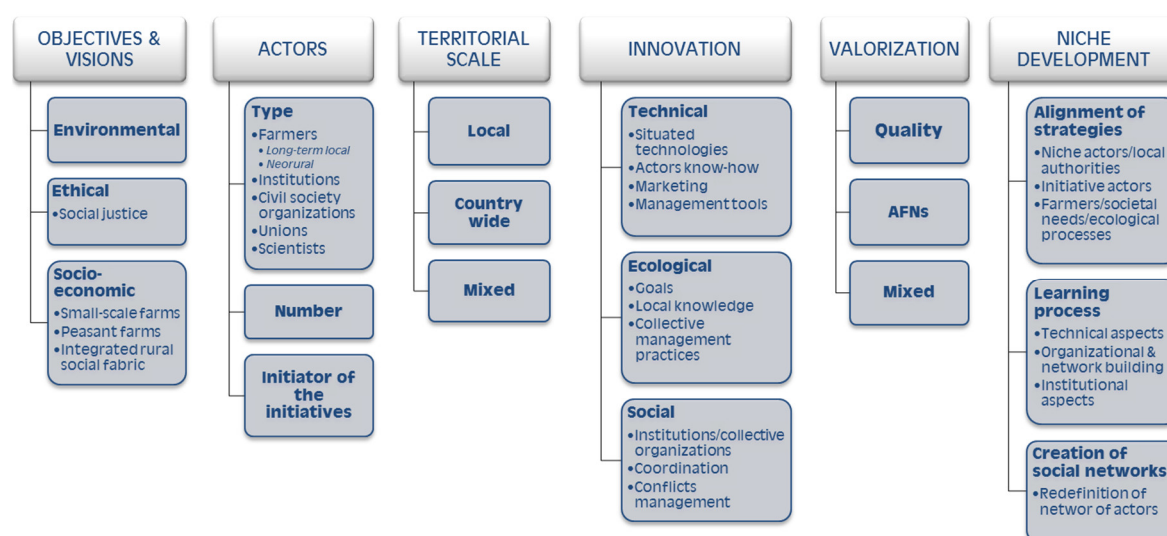 OBJECTIVES &
VISIONS
Environmental
Ethical
•Social justice
Socio-
economic
•Small-scale farms
•Peasant farms
•Integrated rural
social fabric
ACTORS
Type
•Farmers
• Long-term local
• Neorural
•Institutions
•Civil society
organizations
•Unions
•Scientists
Number
Initiator of
the
initiatives
TERRITORIAL
SCALE
Local
Country
wide
Mixed
INNOVATION
Technical
•Situated
technologies
•Actors know-how
•Marketing
•Management tools
Ecological
•Goals
•Local knowledge
•Collective
management
practices
Social
•Institutions/collective
organizations
•Coordination
•Conflicts
management
VALORIZATION
Quality
AFNs
Mixed
NICHE
DEVELOPMENT
Alignment of
strategies
•Niche actors/local
authorities
•Initiative actors
•Farmers/societal
needs/ecological
processes
Learning
process
•Technical aspects
•Organizational &
network building
•Institutional
aspects
Creation of
social networks
•Redefinition of
networ of actors